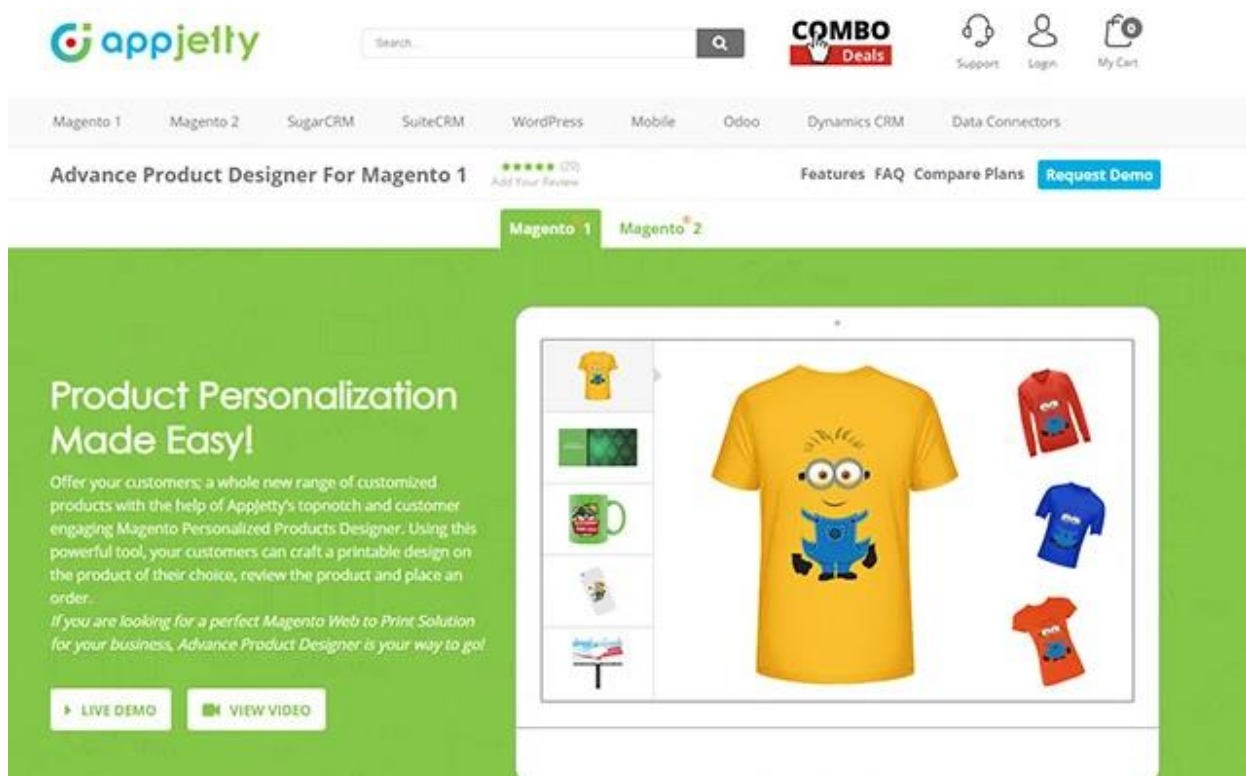 appjetty
Search...
COMBO
Deals
Support
Login
0
My Cart
Magento 1 Magento 2 SugarCRM SuiteCRM WordPress Mobile Odoo Dynamics CRM Data Connectors
Advance Product Designer For Magento 1
(29)
Add Your Review
Features FAQ Compare Plans Request Demo
Magento® 1 Magento® 2
Product Personalization
Made Easy!
Offer your customers; a whole new range of customized
products with the help of AppJetty's topnotch and customer
engaging Magento Personalized Products Designer. Using this
powerful tool, your customers can craft a printable design on
the product of their choice, review the product and place an
order.
If you are looking for a perfect Magento Web to Print Solution
for your business, Advance Product Designer is your way to go!
LIVE DEMO VIEW VIDEO